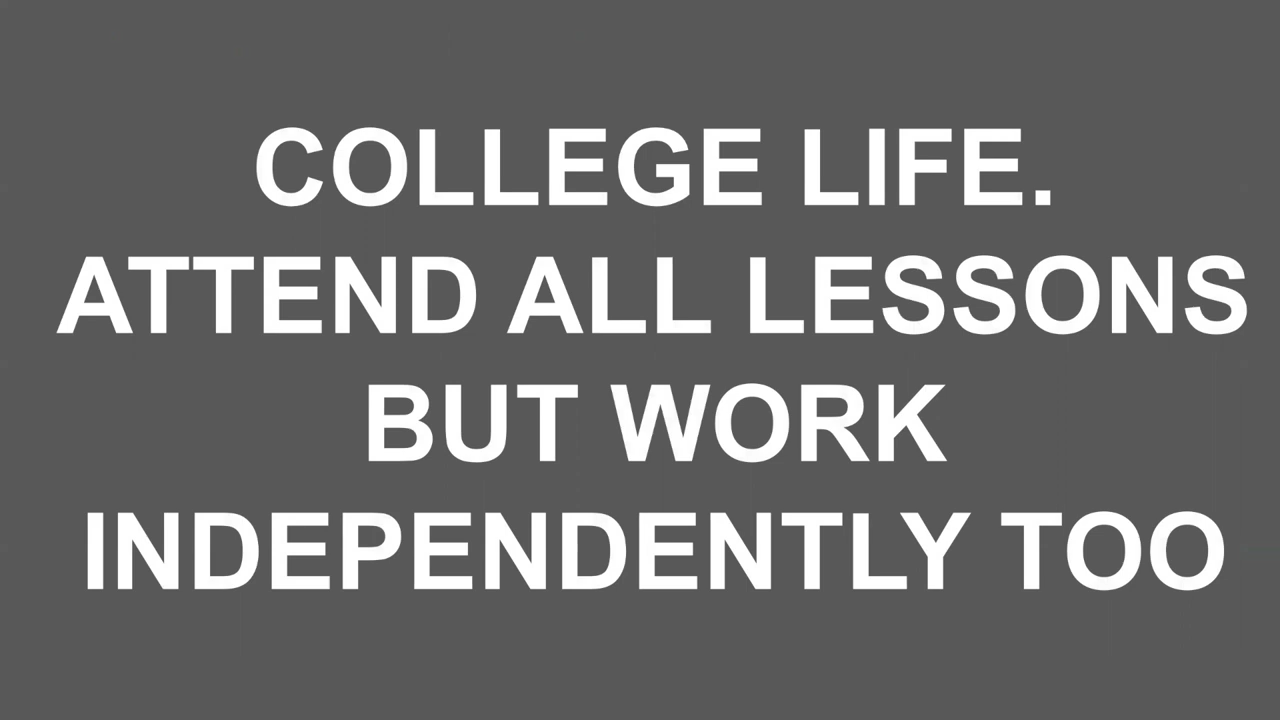 COLLEGE LIFE.
ATTEND ALL LESSONS
BUT WORK
INDEPENDENTLY TOO